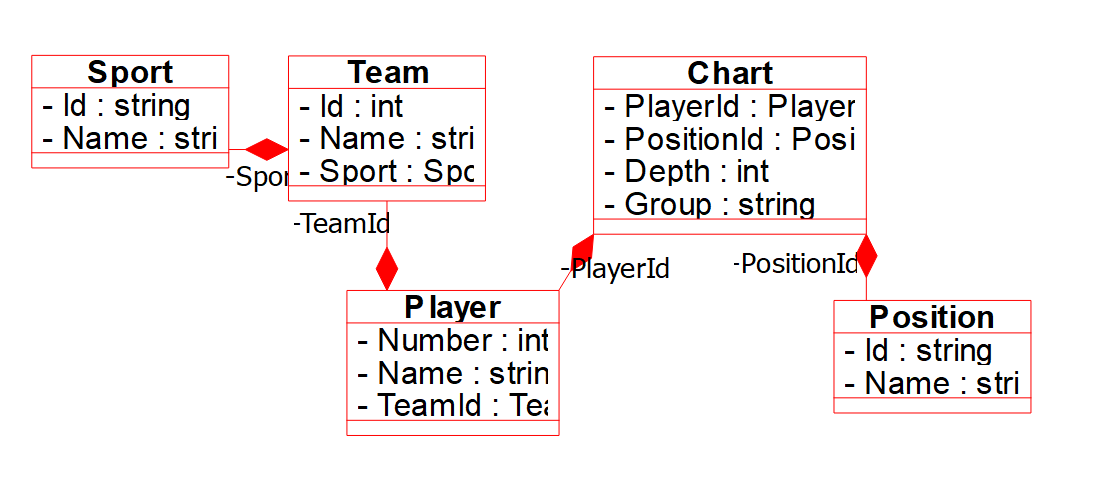 Sport
- Id : string
- Name : stri
-Spor
Team
- Id : int
- Name : stri
- Sport : Spo
-TeamId
Player
- Number : int
- Name : strin
- TeamId : Tea
Chart
- PlayerId : Player
- PositionId : Posi
- Depth : int
- Group : string
-PlayerId
-PositionId
Position
- Id : string
- Name : stri